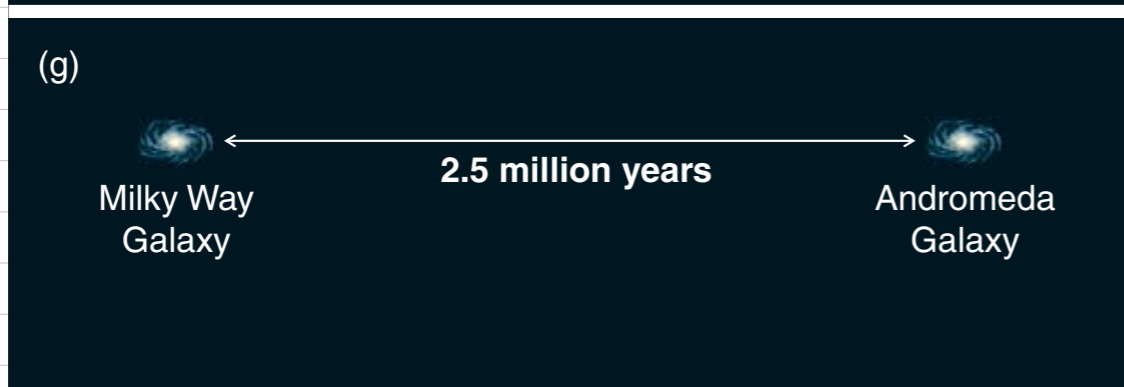 (g)
2.5 million years
Milky Way
Galaxy
Andromeda
Galaxy